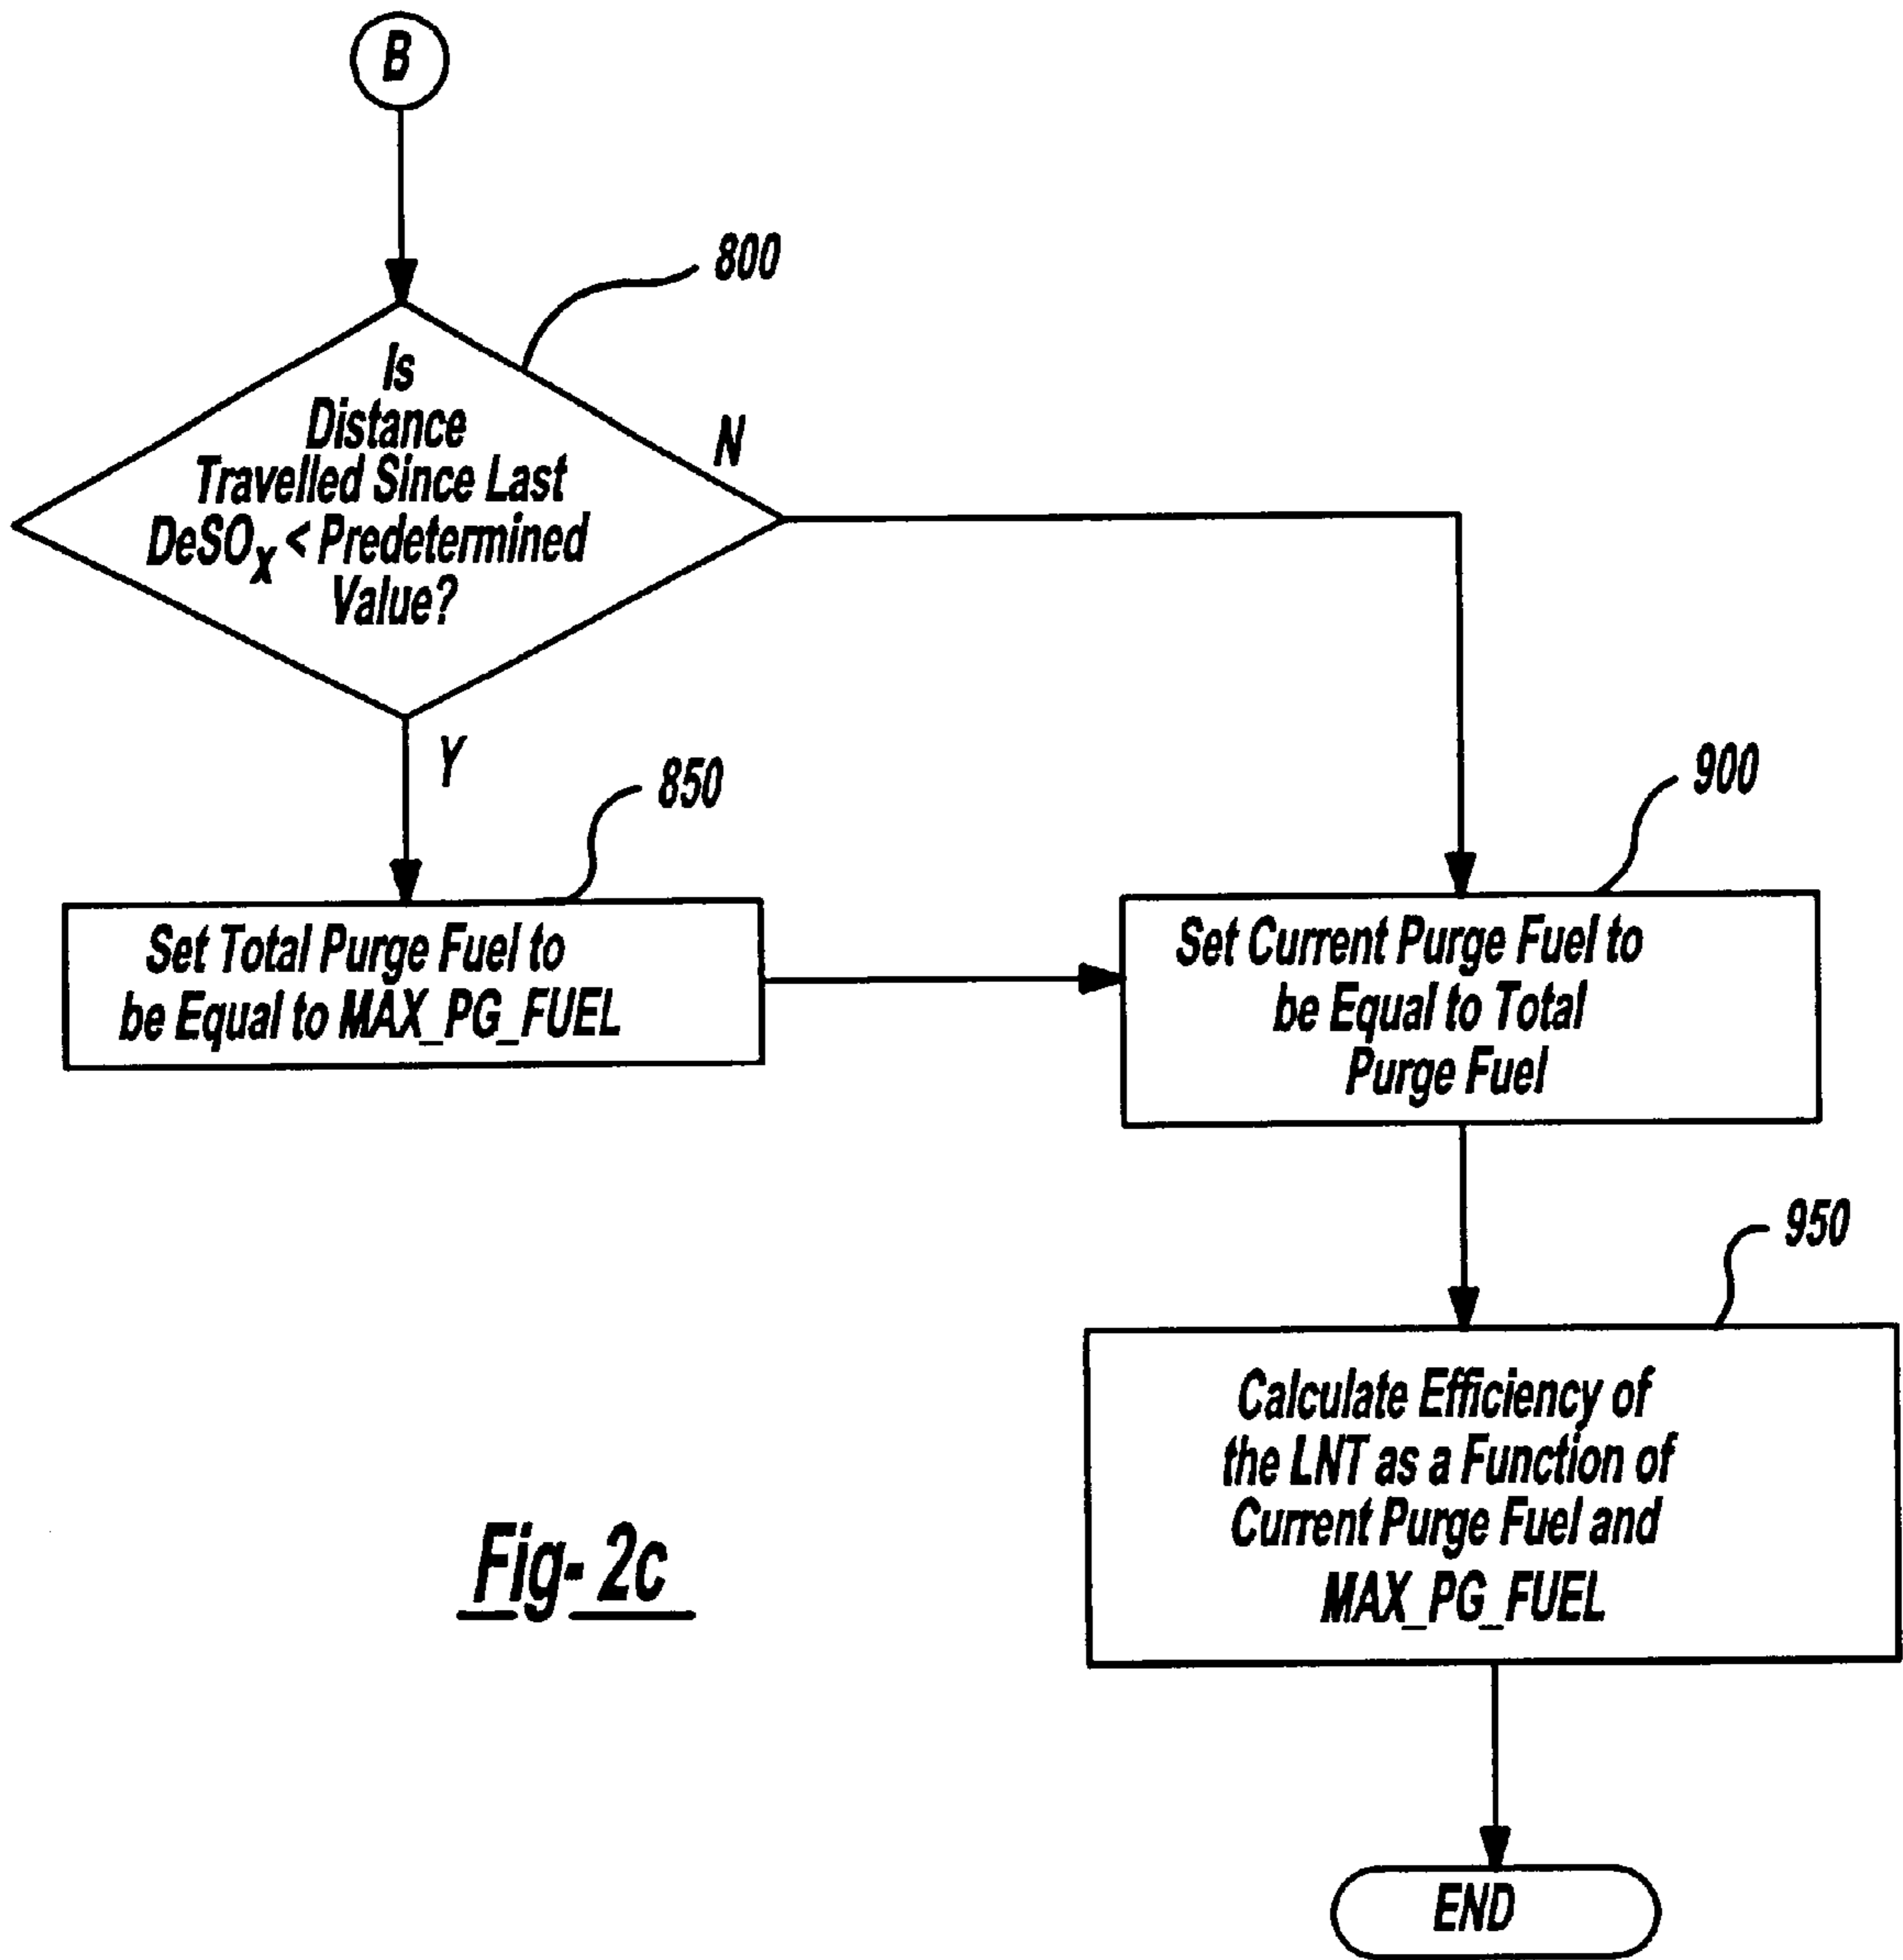 B
800
Is
Distance
Travelled Since Last
DeSOx < Predetermined
Value?
N
Y
850
Set Total Purge Fuel to
be Equal to MAX_PG_FUEL
900
Set Current Purge Fuel to
be Equal to Total
Purge Fuel
950
Calculate Efficiency of
the LNT as a Function of
Current Purge Fuel and
MAX_PG_FUEL
Fig- 2c
END